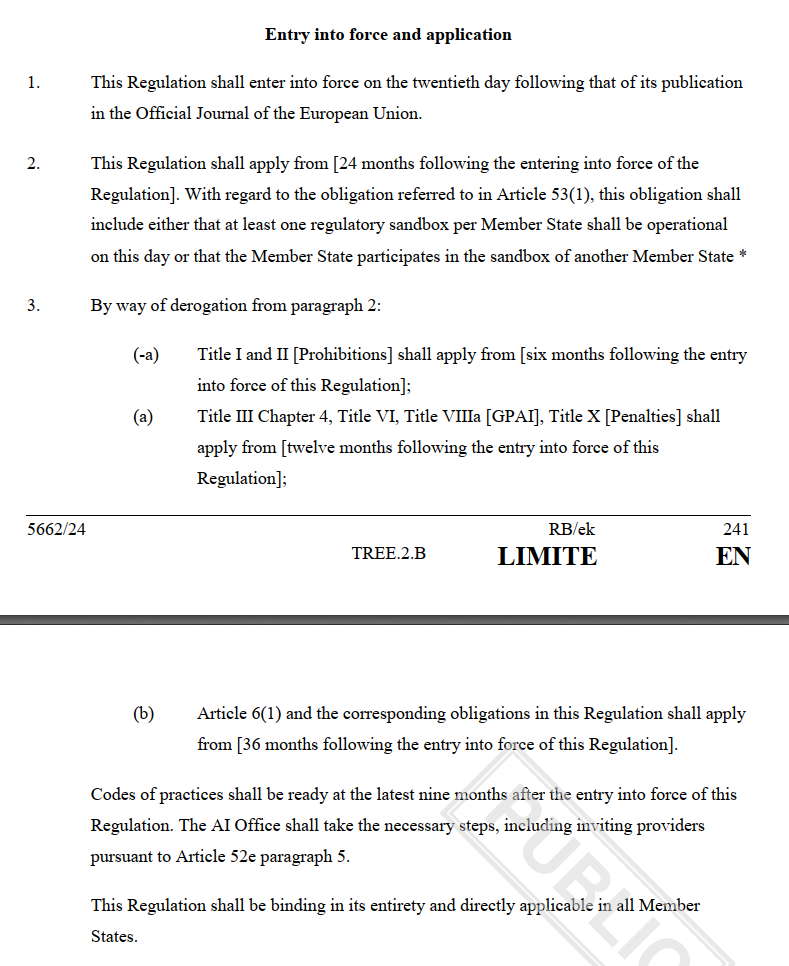 Entry into force and application
1. This Regulation shall enter into force on the twentieth day following that of its publication
in the Official Journal of the European Union.
2. This Regulation shall apply from [24 months following the entering into force of the
Regulation]. With regard to the obligation referred to in Article 53(1), this obligation shall
include either that at least one regulatory sandbox per Member State shall be operational
on this day or that the Member State participates in the sandbox of another Member State *
3. By way of derogation from paragraph 2:
(-a) Title I and II [Prohibitions] shall apply from [six months following the entry
into force of this Regulation];
(a) Title III Chapter 4, Title VI, Title VIIIa [GPAI], Title X [Penalties] shall
apply from [twelve months following the entry into force of this
Regulation];
5662/24 RB/ek 241
TREE.2.B LIMITE EN
(b) Article 6(1) and the corresponding obligations in this Regulation shall apply
from [36 months following the entry into force of this Regulation].
Codes of practices shall be ready at the latest nine months after the entry into force of this
Regulation. The AI Office shall take the necessary steps, including inviting providers
pursuant to Article 52e paragraph 5.
This Regulation shall be binding in its entirety and directly applicable in all Member
States.
PUBLIC